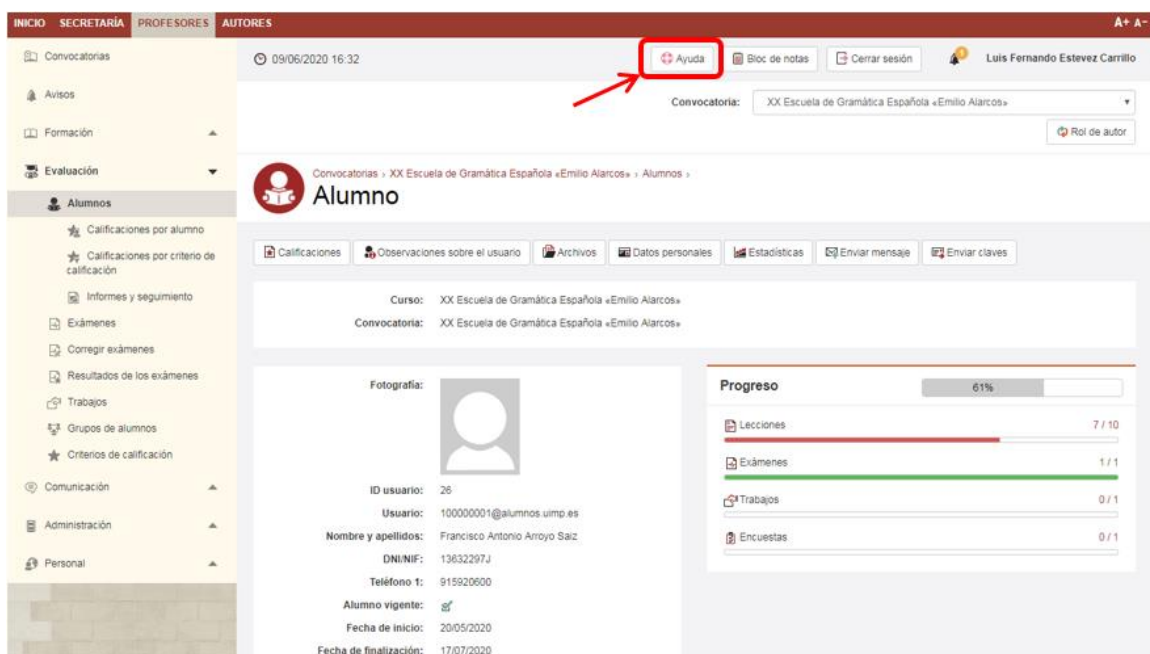 INICIO SECRETARÍA PROFESORES AUTORES A+ A-
Convocatorias
Avisos
Formación
Evaluación
Alumnos
Calificaciones por alumno
Calificaciones por criterio de
calificación
Informes y seguimiento
Exámenes
Corregir exámenes
Resultados de los exámenes
Trabajos
Grupos de alumnos
Criterios de calificación
Comunicación
Administración
Personal
09/06/2020 16:32 Ayuda Bloc de notas Cerrar sesión Luis Fernando Estevez Carrillo
Convocatoria: XX Escuela de Gramática Española «Emilio Alarcos»
Rol de autor
Convocatorias › XX Escuela de Gramática Española «Emilio Alarcos» › Alumnos ›
Alumno
Calificaciones Observaciones sobre el usuario Archivos Datos personales Estadísticas Enviar mensaje Enviar claves
Curso: XX Escuela de Gramática Española «Emilio Alarcos»
Convocatoria: XX Escuela de Gramática Española «Emilio Alarcos»
Fotografía:
ID usuario: 26
Usuario: 100000001@alumnos.uimp.es
Nombre y apellidos: Francisco Antonio Arroyo Saiz
DNI/NIF: 13632297J
Teléfono 1: 915920600
Alumno vigente:
Fecha de inicio: 20/05/2020
Fecha de finalización: 17/07/2020
Progreso 61%
Lecciones 7 / 10
Exámenes 1 / 1
Trabajos 0 / 1
Encuestas 0 / 1